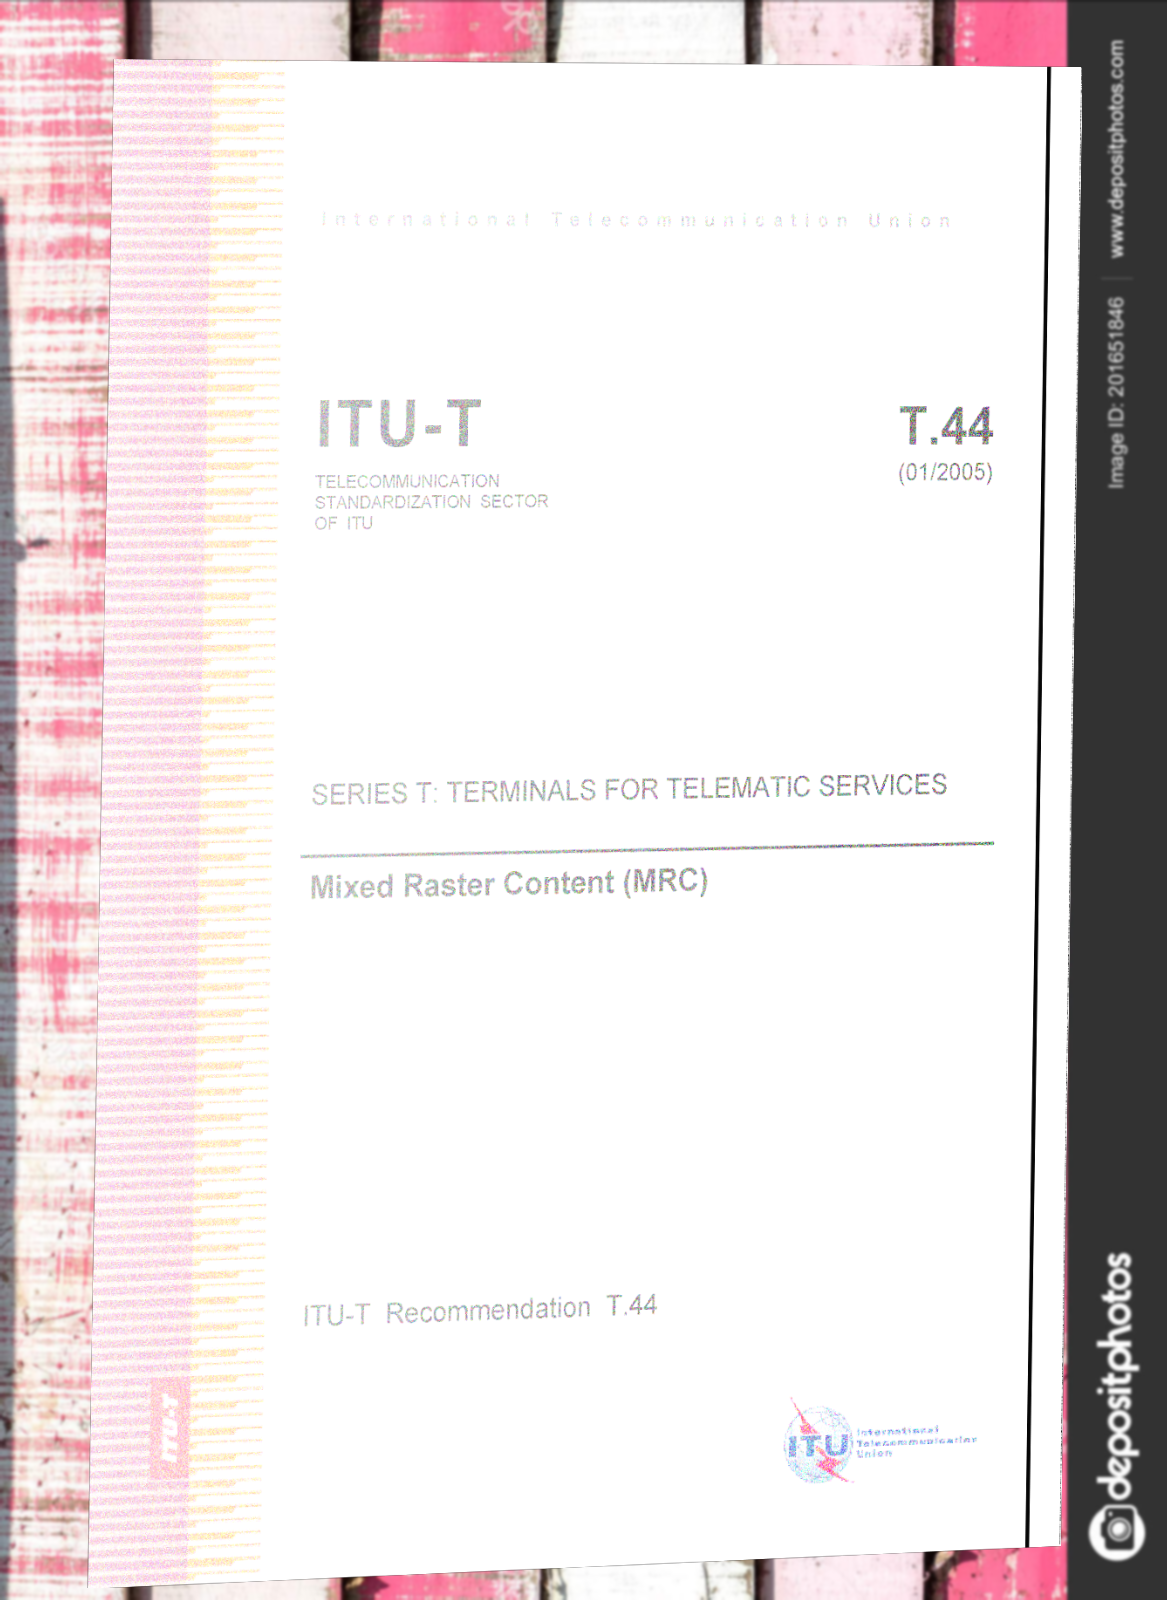 International Telecommunication Union
ITU-T
T.44
(01/2005)
TELECOMMUNICATION
STANDARDIZATION SECTOR
OF ITU
SERIES T: TERMINALS FOR TELEMATIC SERVICES
Mixed Raster Content (MRC)
ITU-T Recommendation T.44
ITU-T
ITU
International
Telecommunication
Union
www.depositphotos.com
Image ID: 201651846
depositphotos